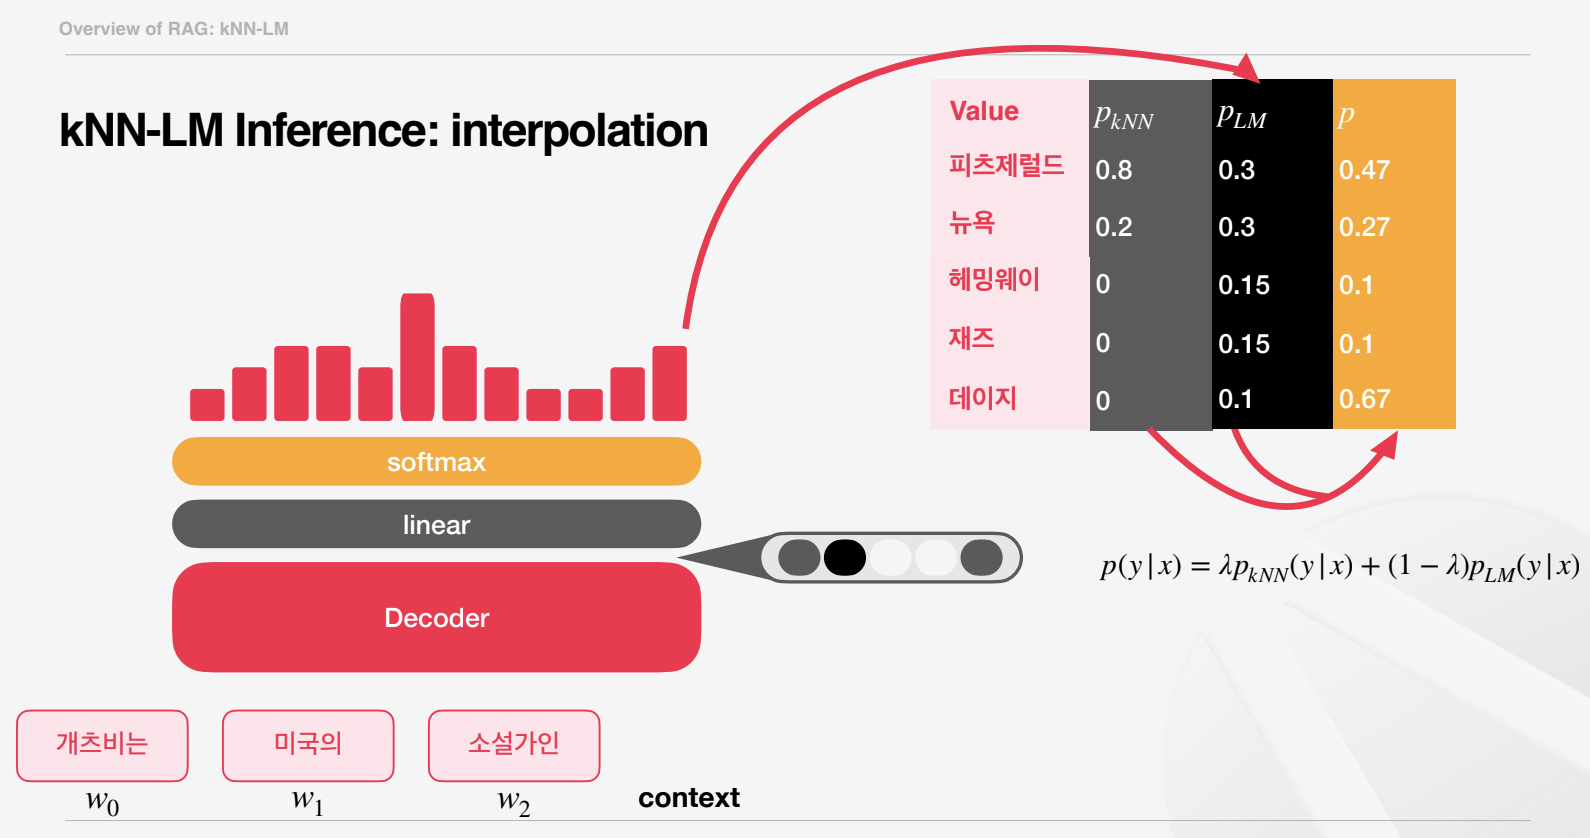 Overview of RAG: kNN-LM
kNN-LM Inference: interpolation
Value p_{kNN} p_{LM} p
피츠제럴드 0.8 0.3 0.47
뉴욕 0.2 0.3 0.27
헤밍웨이 0 0.15 0.1
재즈 0 0.15 0.1
데이지 0 0.1 0.67
softmax
linear
Decoder
p(y|x) = λp_{kNN}(y|x) + (1 − λ)p_{LM}(y|x)
개츠비는 미국의 소설가인
w_0 w_1 w_2 context